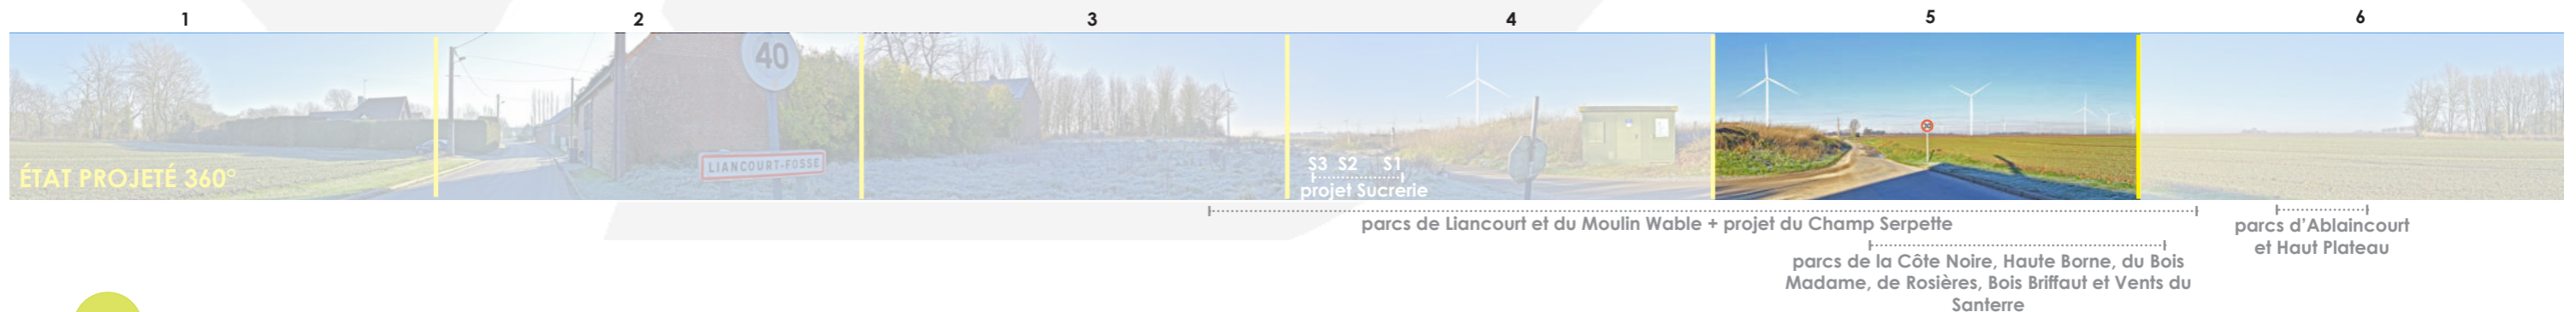 1 2 3 4 5 6
40
LIANCOURT-FOSSE
ÉTAT PROJETÉ 360°
S3 S2 S1
projet Sucrerie
parcs de Liancourt et du Moulin Wable + projet du Champ Serpette
parcs d'Ablaincourt
et Haut Plateau
parcs de la Côte Noire, Haute Borne, du Bois
Madame, de Rosières, Bois Briffaut et Vents du
Santerre